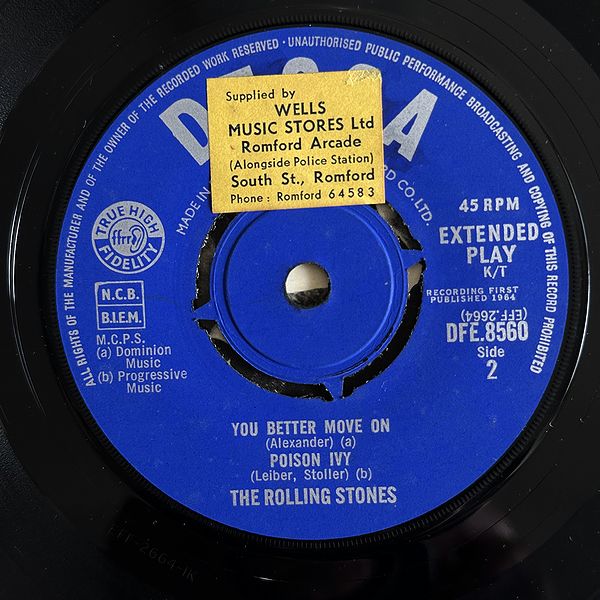 ALL RIGHTS OF THE MANUFACTURER AND OF THE OWNER OF THE RECORDED WORK RESERVED · UNAUTHORISED PUBLIC PERFORMANCE BROADCASTING AND COPYING OF THIS RECORD PROHIBITED
Supplied by
WELLS
MUSIC STORES Ltd
Romford Arcade
(Alongside Police Station)
South St., Romford
Phone: Romford 64583
MADE IN
CO. LTD.
TRUE HIGH
ffrr
FIDELITY
N.C.B.
B.I.E.M.
M.C.P.S.
(a) Dominion
Music
(b) Progressive
Music
45 RPM
EXTENDED
PLAY
K/T
RECORDING FIRST
PUBLISHED 1964
(EFF.2664)
DFE.8560
Side
2
YOU BETTER MOVE ON
(Alexander) (a)
POISON IVY
(Leiber, Stoller) (b)
THE ROLLING STONES